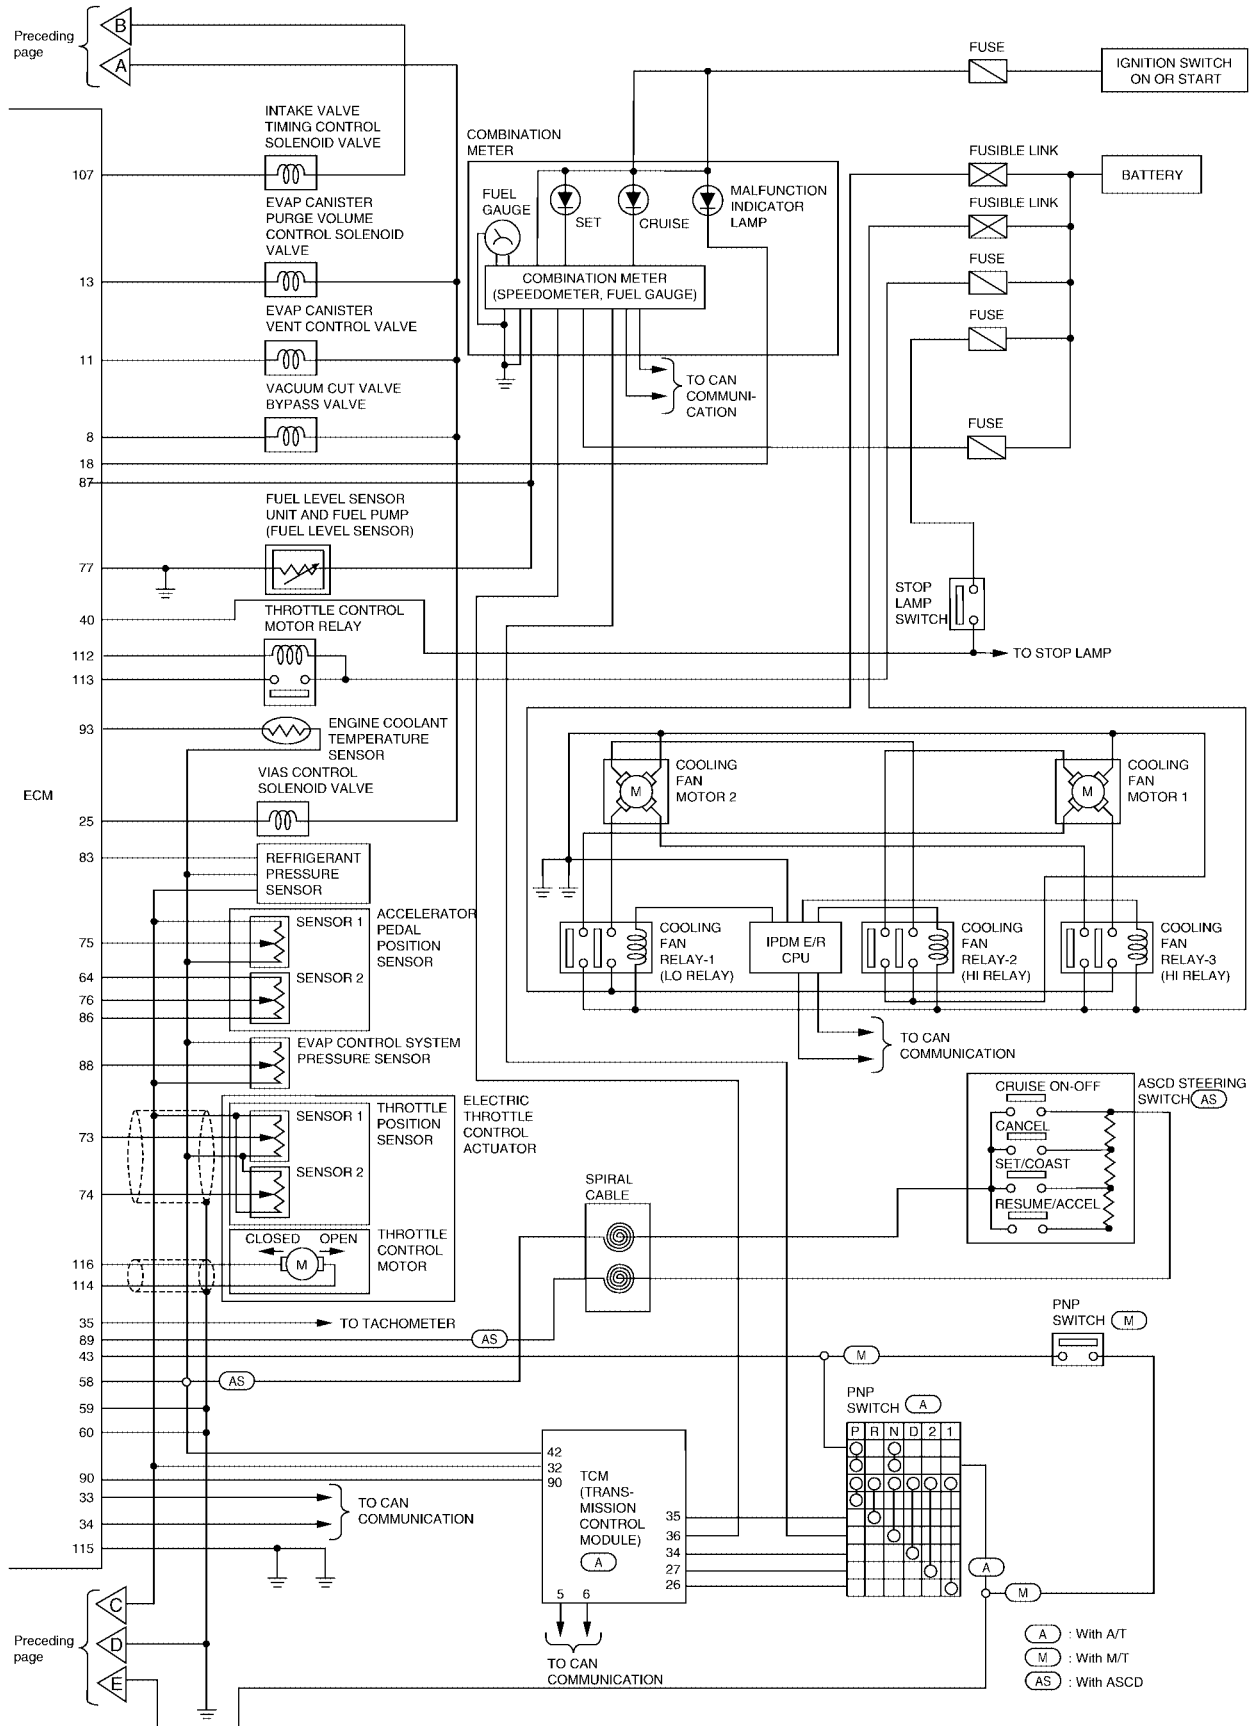 Preceding
page
B
A
FUSE
IGNITION SWITCH
ON OR START
INTAKE VALVE
TIMING CONTROL
SOLENOID VALVE
COMBINATION
METER
107
FUSIBLE LINK
BATTERY
FUEL
GAUGE
SET
CRUISE
MALFUNCTION
INDICATOR
LAMP
EVAP CANISTER
PURGE VOLUME
CONTROL SOLENOID
VALVE
FUSIBLE LINK
13
COMBINATION METER
(SPEEDOMETER, FUEL GAUGE)
FUSE
EVAP CANISTER
VENT CONTROL VALVE
FUSE
11
TO CAN
COMMUNI-
CATION
VACUUM CUT VALVE
BYPASS VALVE
FUSE
8
18
87
FUEL LEVEL SENSOR
UNIT AND FUEL PUMP
(FUEL LEVEL SENSOR)
77
STOP
LAMP
SWITCH
THROTTLE CONTROL
MOTOR RELAY
40
TO STOP LAMP
112
113
93
ENGINE COOLANT
TEMPERATURE
SENSOR
COOLING
FAN
MOTOR 2
M
COOLING
FAN
MOTOR 1
M
VIAS CONTROL
SOLENOID VALVE
ECM
25
83
REFRIGERANT
PRESSURE
SENSOR
SENSOR 1
ACCELERATOR
PEDAL
POSITION
SENSOR
75
SENSOR 2
64
76
86
COOLING
FAN
RELAY-1
(LO RELAY)
IPDM E/R
CPU
COOLING
FAN
RELAY-2
(HI RELAY)
COOLING
FAN
RELAY-3
(HI RELAY)
EVAP CONTROL SYSTEM
PRESSURE SENSOR
88
TO CAN
COMMUNICATION
CRUISE ON-OFF
CANCEL
SET/COAST
RESUME/ACCEL
ASCD STEERING
SWITCH AS
SENSOR 1
THROTTLE
POSITION
SENSOR
ELECTRIC
THROTTLE
CONTROL
ACTUATOR
73
SENSOR 2
74
SPIRAL
CABLE
CLOSED OPEN
M
THROTTLE
CONTROL
MOTOR
116
114
35
TO TACHOMETER
89
AS
43
M
PNP
SWITCH M
58
AS
59
60
PNP
SWITCH A
P R N D 2 1
42
32
90
90
TCM
(TRANS-
MISSION
CONTROL
MODULE)
A
35
36
34
27
26
5 6
33
34
TO CAN
COMMUNICATION
115
A
M
TO CAN
COMMUNICATION
Preceding
page
C
D
E
A : With A/T
M : With M/T
AS : With ASCD